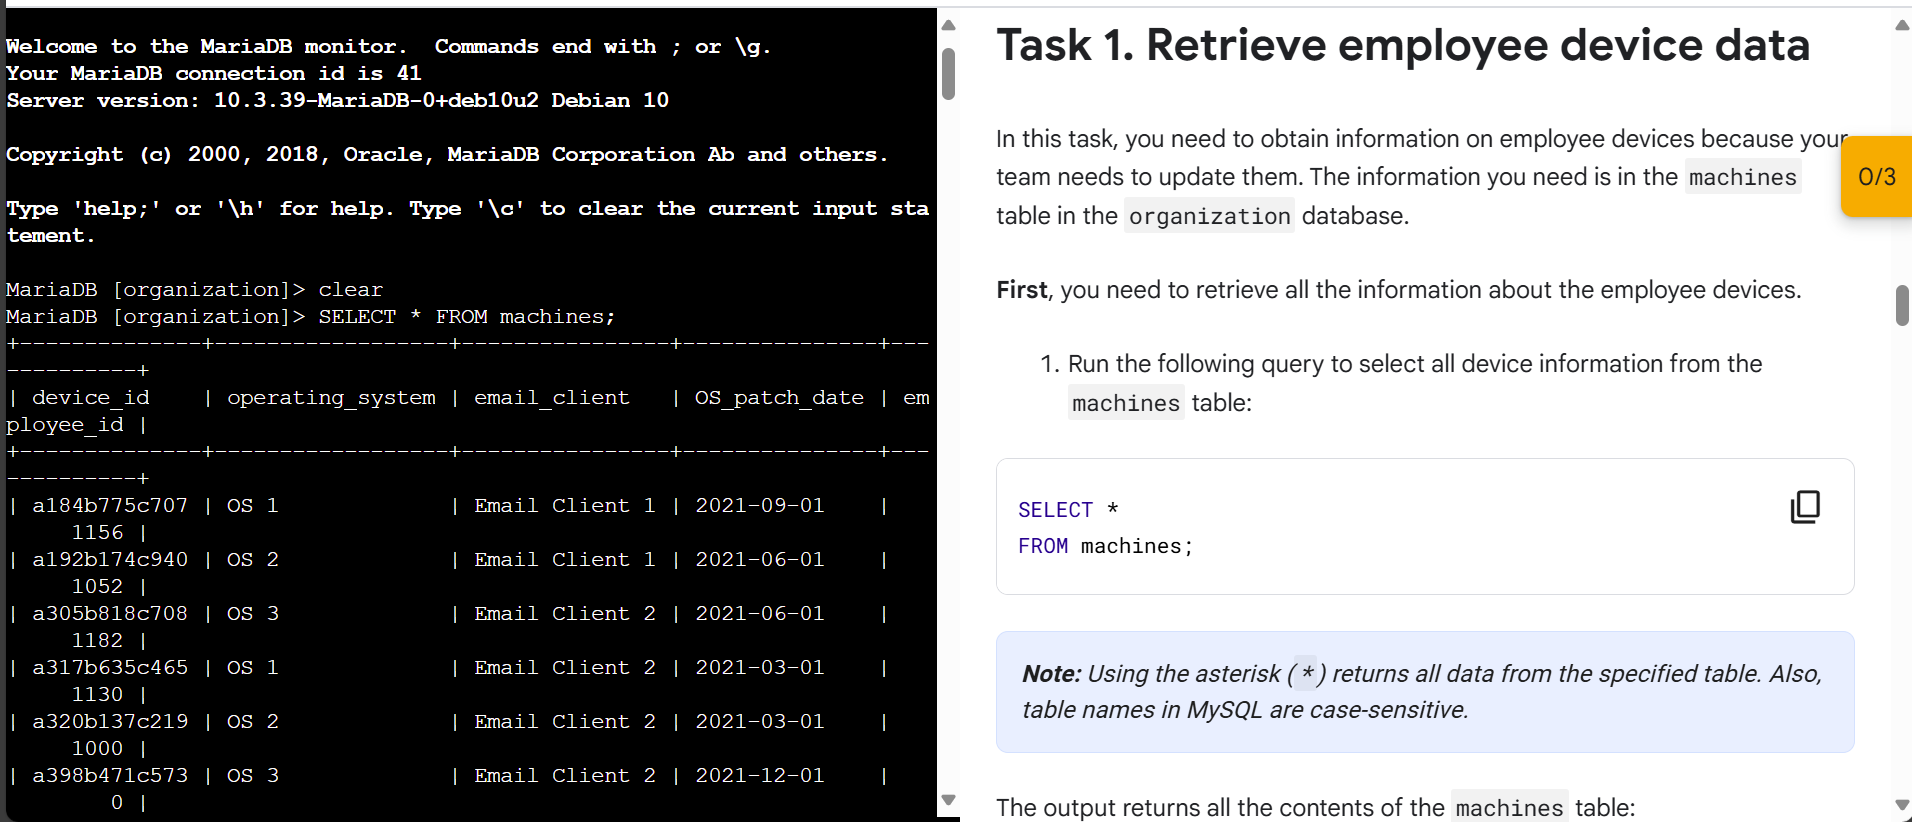 Welcome to the MariaDB monitor.  Commands end with ; or \g.
Your MariaDB connection id is 41
Server version: 10.3.39-MariaDB-0+deb10u2 Debian 10
Copyright (c) 2000, 2018, Oracle, MariaDB Corporation Ab and others.
Type 'help;' or '\h' for help. Type '\c' to clear the current input sta
tement.
MariaDB [organization]> clear
MariaDB [organization]> SELECT * FROM machines;
+--------------+------------------+----------------+---------------+---
----------+
| device_id    | operating_system | email_client   | OS_patch_date | em
ployee_id |
+--------------+------------------+----------------+---------------+---
----------+
| a184b775c707 | OS 1             | Email Client 1 | 2021-09-01    |
     1156 |
| a192b174c940 | OS 2             | Email Client 1 | 2021-06-01    |
     1052 |
| a305b818c708 | OS 3             | Email Client 2 | 2021-06-01    |
     1182 |
| a317b635c465 | OS 1             | Email Client 2 | 2021-03-01    |
     1130 |
| a320b137c219 | OS 2             | Email Client 2 | 2021-03-01    |
     1000 |
| a398b471c573 | OS 3             | Email Client 2 | 2021-12-01    |
        0 |
Task 1. Retrieve employee device data
In this task, you need to obtain information on employee devices because your
team needs to update them. The information you need is in the machines
table in the organization database.
0/3
First, you need to retrieve all the information about the employee devices.
1. Run the following query to select all device information from the
machines table:
SELECT *
FROM machines;
Note: Using the asterisk (*) returns all data from the specified table. Also,
table names in MySQL are case-sensitive.
The output returns all the contents of the machines table: